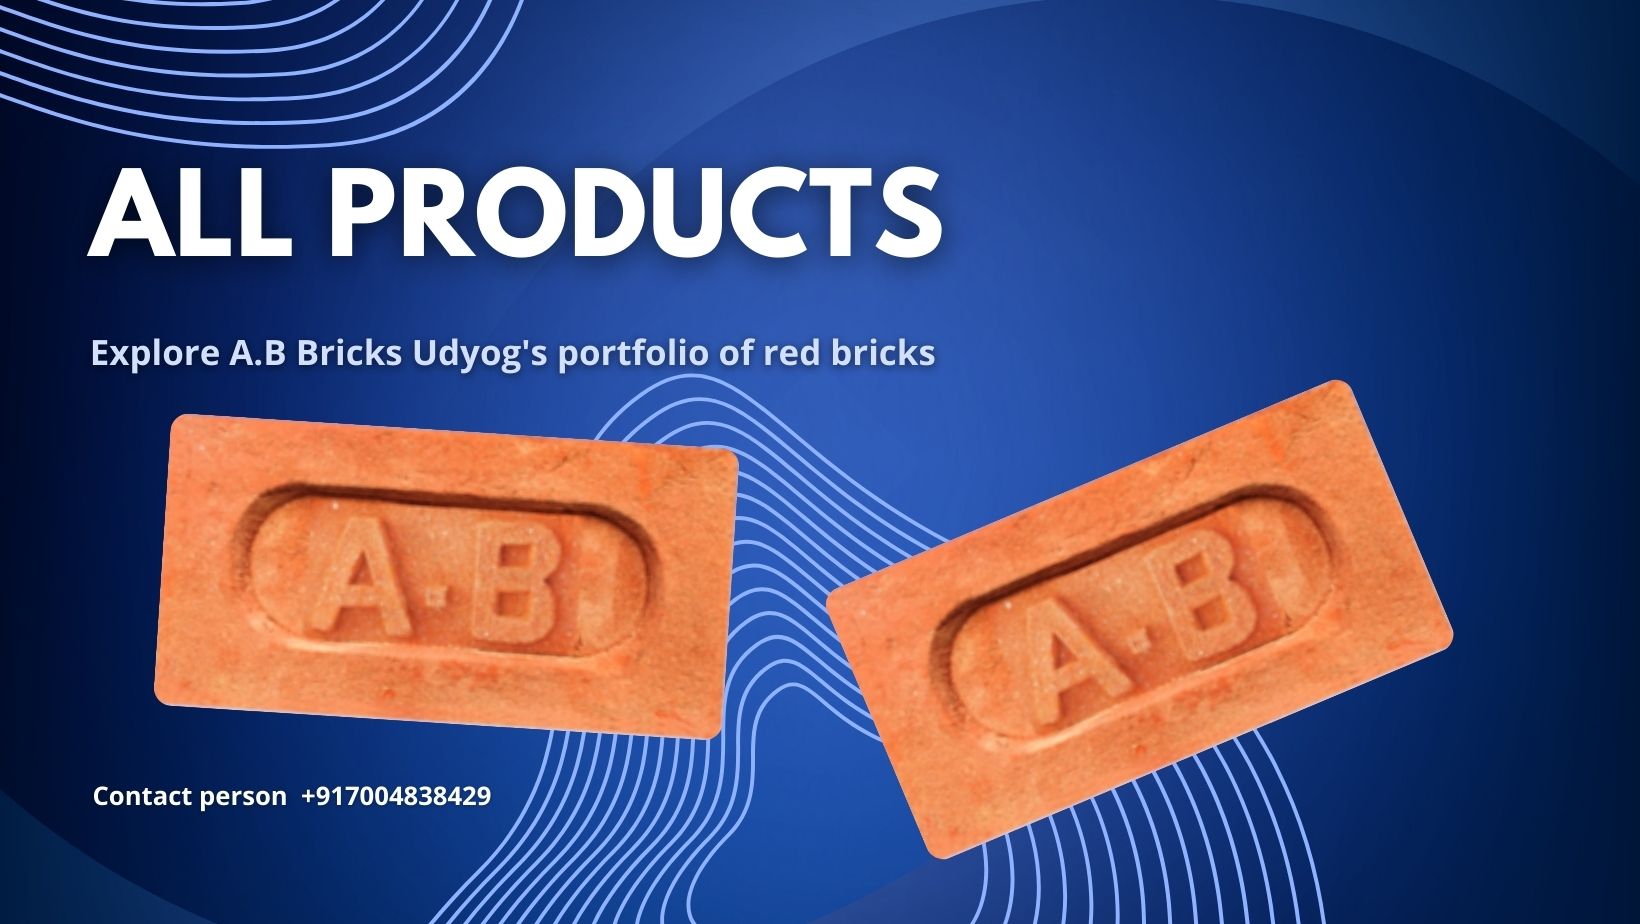 ALL PRODUCTS
Explore A.B Bricks Udyog's portfolio of red bricks
A·B
A·B
Contact person +917004838429